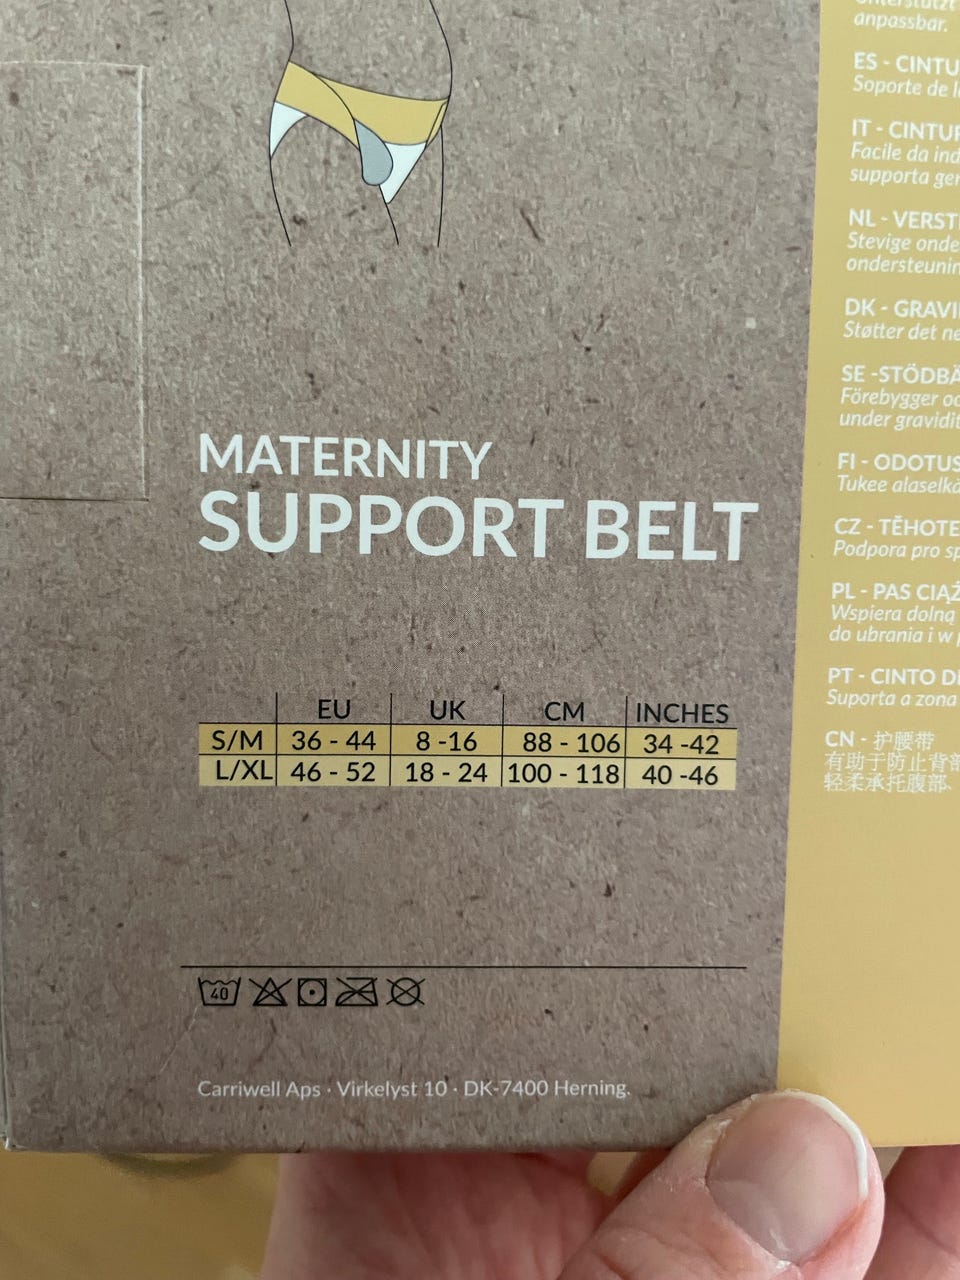 MATERNITY
SUPPORT BELT
EU UK CM INCHES
S/M 36 - 44 8 -16 88 - 106 34 -42
L/XL 46 - 52 18 - 24 100 - 118 40 -46
40
Carriwell Aps · Virkelyst 10 · DK-7400 Herning.
anpassbar.
ES - CINTU
Soporte de
IT - CINTUR
Facile da ind
supporta ger
NL - VERST
Stevige onde
ondersteunin
DK - GRAVI
Støtter det ne
SE -STÖDBÄ
Förebygger oc
under gravidit
FI - ODOTUS
Tukee alaselkä
CZ - TĚHOTE
Podpora pro sp
PL - PAS CIĄŻ
Wspiera dolną
do ubrania i w
PT - CINTO DE
Suporta a zona
CN - 护腰带
有助于防止背部
轻柔承托腹部.